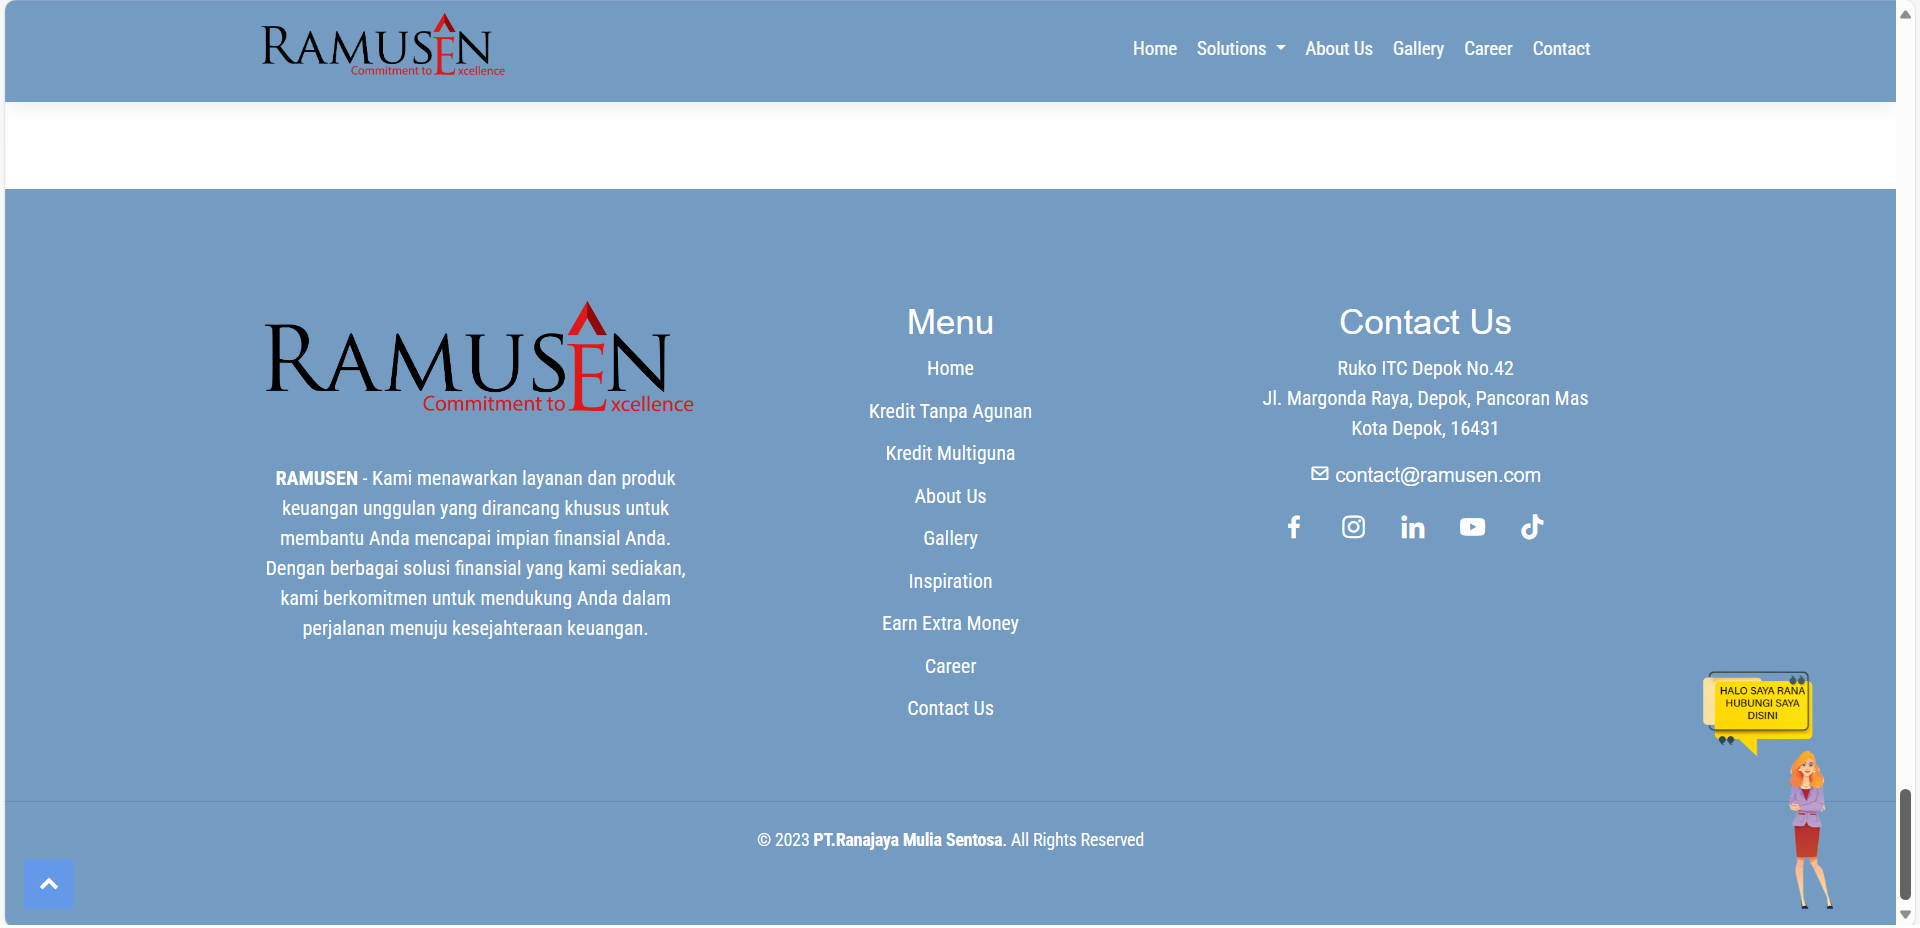 RAMUSEN
Commitment to Excellence
Home Solutions About Us Gallery Career Contact
RAMUSEN
Commitment to Excellence
RAMUSEN - Kami menawarkan layanan dan produk
keuangan unggulan yang dirancang khusus untuk
membantu Anda mencapai impian finansial Anda.
Dengan berbagai solusi finansial yang kami sediakan,
kami berkomitmen untuk mendukung Anda dalam
perjalanan menuju kesejahteraan keuangan.
Menu
Home
Kredit Tanpa Agunan
Kredit Multiguna
About Us
Gallery
Inspiration
Earn Extra Money
Career
Contact Us
Contact Us
Ruko ITC Depok No.42
Jl. Margonda Raya, Depok, Pancoran Mas
Kota Depok, 16431
contact@ramusen.com
HALO SAYA RANA
HUBUNGI SAYA
DISINI
© 2023 PT.Ranajaya Mulia Sentosa. All Rights Reserved